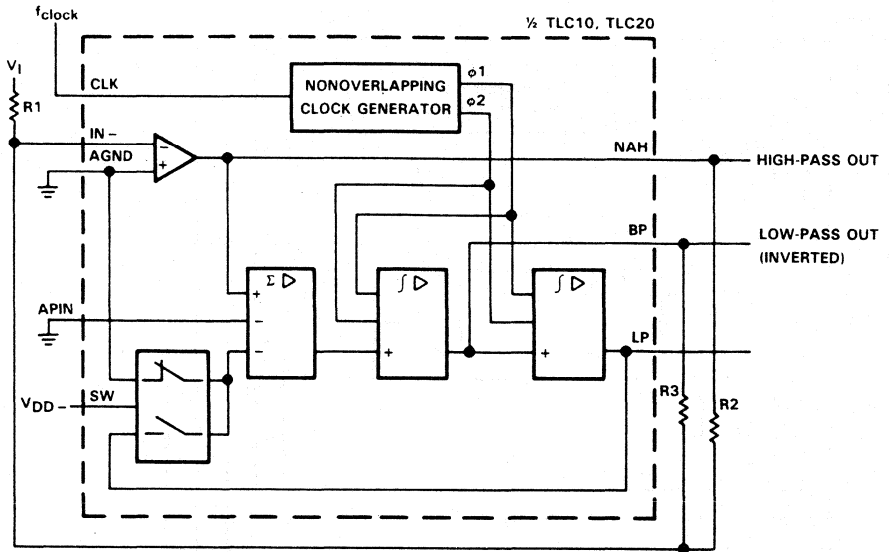 fclock
½ TLC10, TLC20
VI
R1
CLK
NONOVERLAPPING
CLOCK GENERATOR
φ1
φ2
IN –
AGND
–
+
NAH
HIGH-PASS OUT
BP
LOW-PASS OUT
(INVERTED)
Σ
∫
∫
+
APIN
–
–
+
+
LP
SW
VDD –
R3
R2